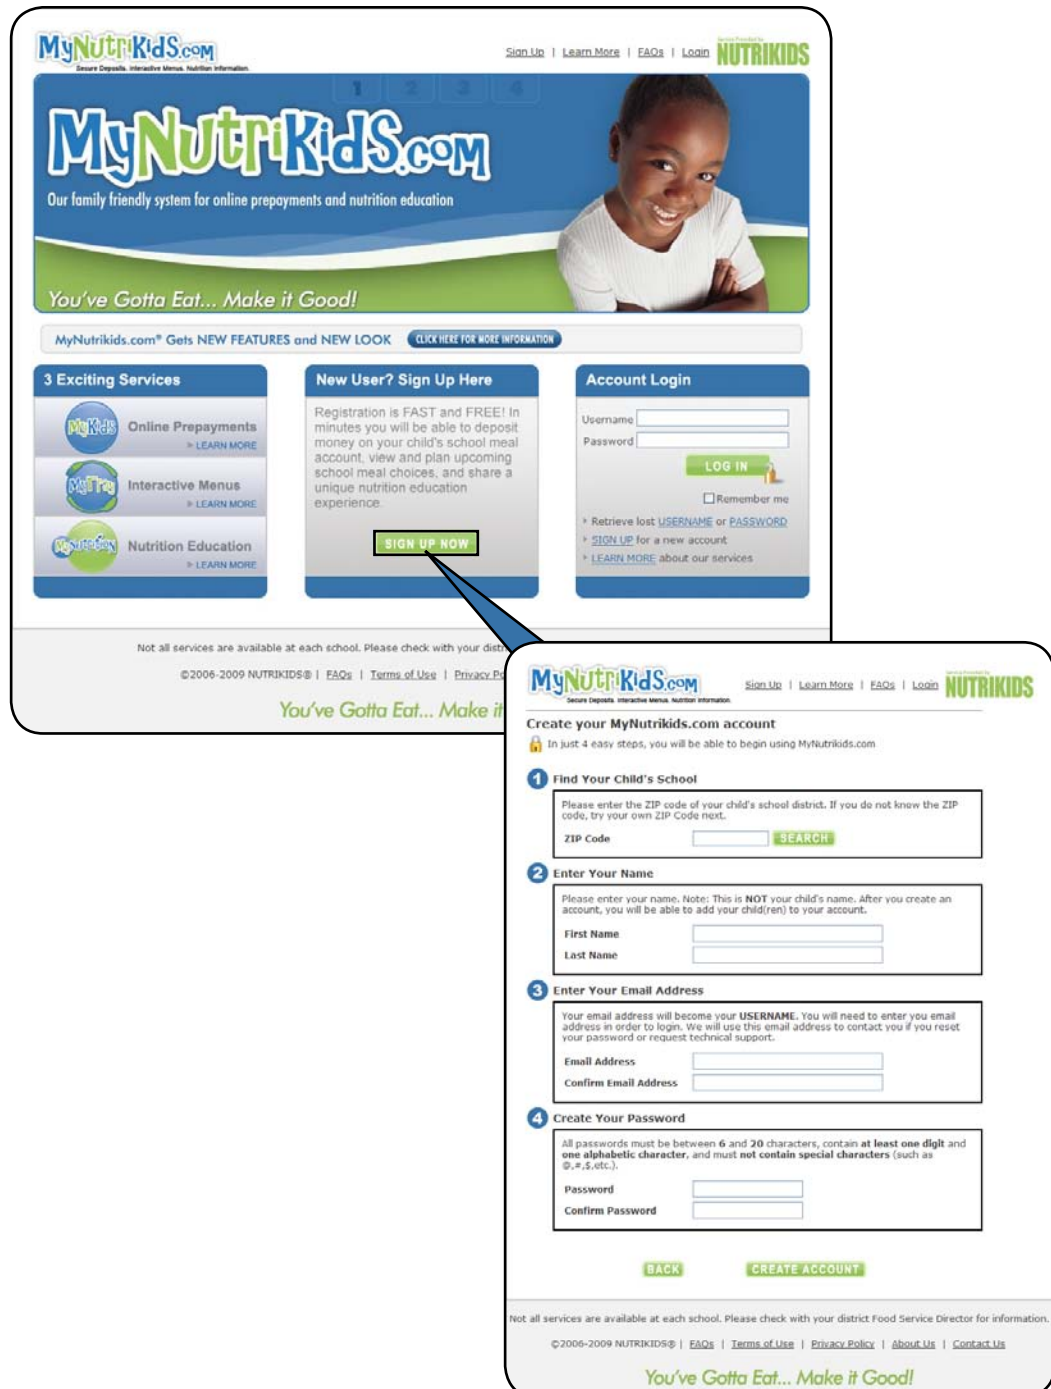 MyNutriKids.com
Secure Deposits. Interactive Menus. Nutrition Information.
Sign Up | Learn More | FAQs | Login
Service Provided by
NUTRIKIDS
1 2 3 4
MyNutriKids.com
Our family friendly system for online prepayments and nutrition education
You've Gotta Eat... Make it Good!
MyNutrikids.com® Gets NEW FEATURES and NEW LOOK CLICK HERE FOR MORE INFORMATION
3 Exciting Services
MyKids
Online Prepayments
» LEARN MORE
MyTray
Interactive Menus
» LEARN MORE
MyNutrition
Nutrition Education
» LEARN MORE
New User? Sign Up Here
Registration is FAST and FREE! In
minutes you will be able to deposit
money on your child's school meal
account, view and plan upcoming
school meal choices, and share a
unique nutrition education
experience.
SIGN UP NOW
Account Login
Username
Password
LOG IN
Remember me
Retrieve lost USERNAME or PASSWORD
SIGN UP for a new account
LEARN MORE about our services
Not all services are available at each school. Please check with your distr
©2006-2009 NUTRIKIDS® | FAQs | Terms of Use | Privacy Po
You've Gotta Eat... Make it
MyNutriKids.com
Secure Deposits. Interactive Menus. Nutrition Information.
Sign Up | Learn More | FAQs | Login
Service Provided by
NUTRIKIDS
Create your MyNutrikids.com account
In just 4 easy steps, you will be able to begin using MyNutrikids.com
1 Find Your Child's School
Please enter the ZIP code of your child's school district. If you do not know the ZIP
code, try your own ZIP Code next.
ZIP Code SEARCH
2 Enter Your Name
Please enter your name. Note: This is NOT your child's name. After you create an
account, you will be able to add your child(ren) to your account.
First Name
Last Name
3 Enter Your Email Address
Your email address will become your USERNAME. You will need to enter you email
address in order to login. We will use this email address to contact you if you reset
your password or request technical support.
Email Address
Confirm Email Address
4 Create Your Password
All passwords must be between 6 and 20 characters, contain at least one digit and
one alphabetic character, and must not contain special characters (such as
@,#,$,etc.).
Password
Confirm Password
BACK CREATE ACCOUNT
Not all services are available at each school. Please check with your district Food Service Director for information.
©2006-2009 NUTRIKIDS® | FAQs | Terms of Use | Privacy Policy | About Us | Contact Us
You've Gotta Eat... Make it Good!